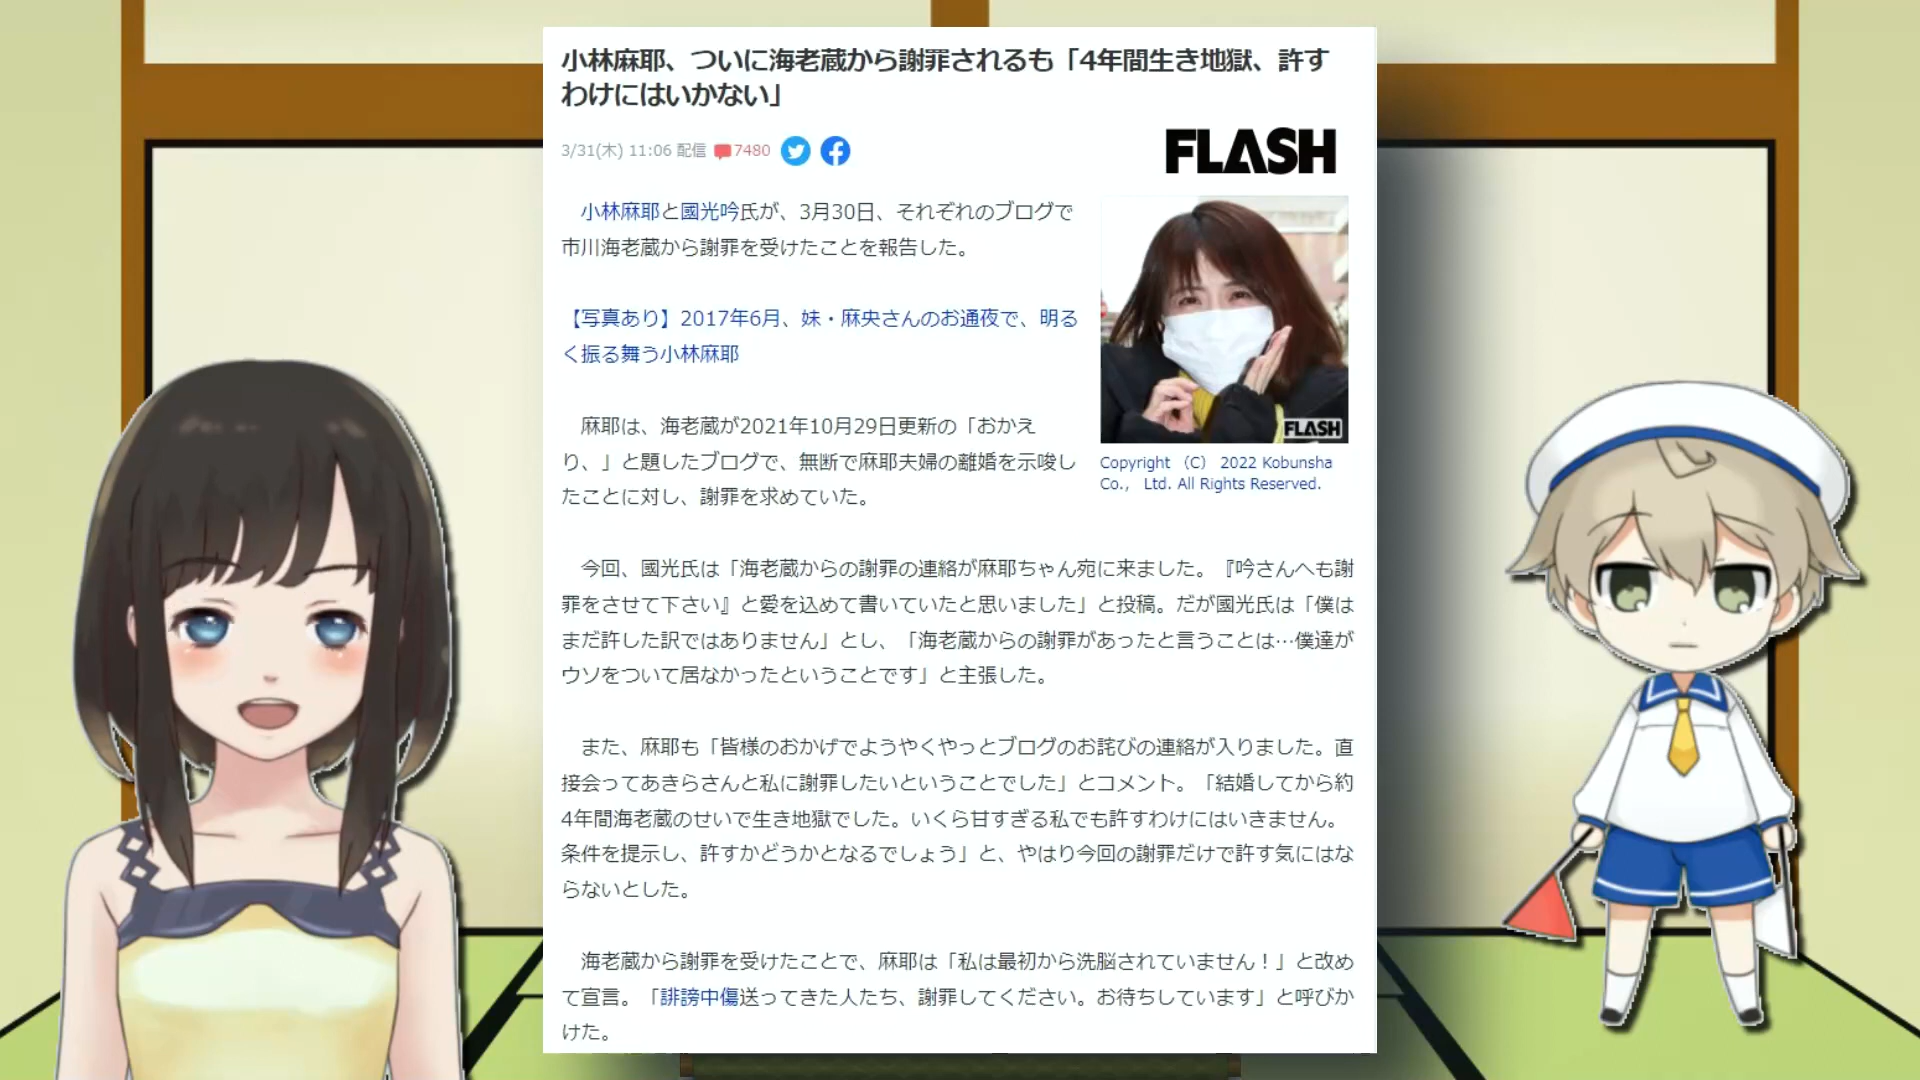 小林麻耶、ついに海老蔵から謝罪されるも「4年間生き地獄、許す
わけにはいかない」
3/31(木) 11:06 配信 7480
FLASH
小林麻耶と國光吟氏が、3月30日、それぞれのブログで
市川海老蔵から謝罪を受けたことを報告した。
【写真あり】2017年6月、妹・麻央さんのお通夜で、明る
く振る舞う小林麻耶
麻耶は、海老蔵が2021年10月29日更新の「おかえ
り、」と題したブログで、無断で麻耶夫婦の離婚を示唆し
たことに対し、謝罪を求めていた。
FLASH
Copyright （C） 2022 Kobunsha
Co.， Ltd. All Rights Reserved.
今回、國光氏は「海老蔵からの謝罪の連絡が麻耶ちゃん宛に来ました。『吟さんへも謝
罪をさせて下さい』と愛を込めて書いていたと思いました」と投稿。だが國光氏は「僕は
まだ許した訳ではありません」とし、「海老蔵からの謝罪があったと言うことは…僕達が
ウソをついて居なかったということです」と主張した。
また、麻耶も「皆様のおかげでようやくやっとブログのお詫びの連絡が入りました。直
接会ってあきらさんと私に謝罪したいということでした」とコメント。「結婚してから約
4年間海老蔵のせいで生き地獄でした。いくら甘すぎる私でも許すわけにはいきません。
条件を提示し、許すかどうかとなるでしょう」と、やはり今回の謝罪だけで許す気にはな
らないとした。
海老蔵から謝罪を受けたことで、麻耶は「私は最初から洗脳されていません！」と改め
て宣言。「誹謗中傷送ってきた人たち、謝罪してください。お待ちしています」と呼びか
けた。